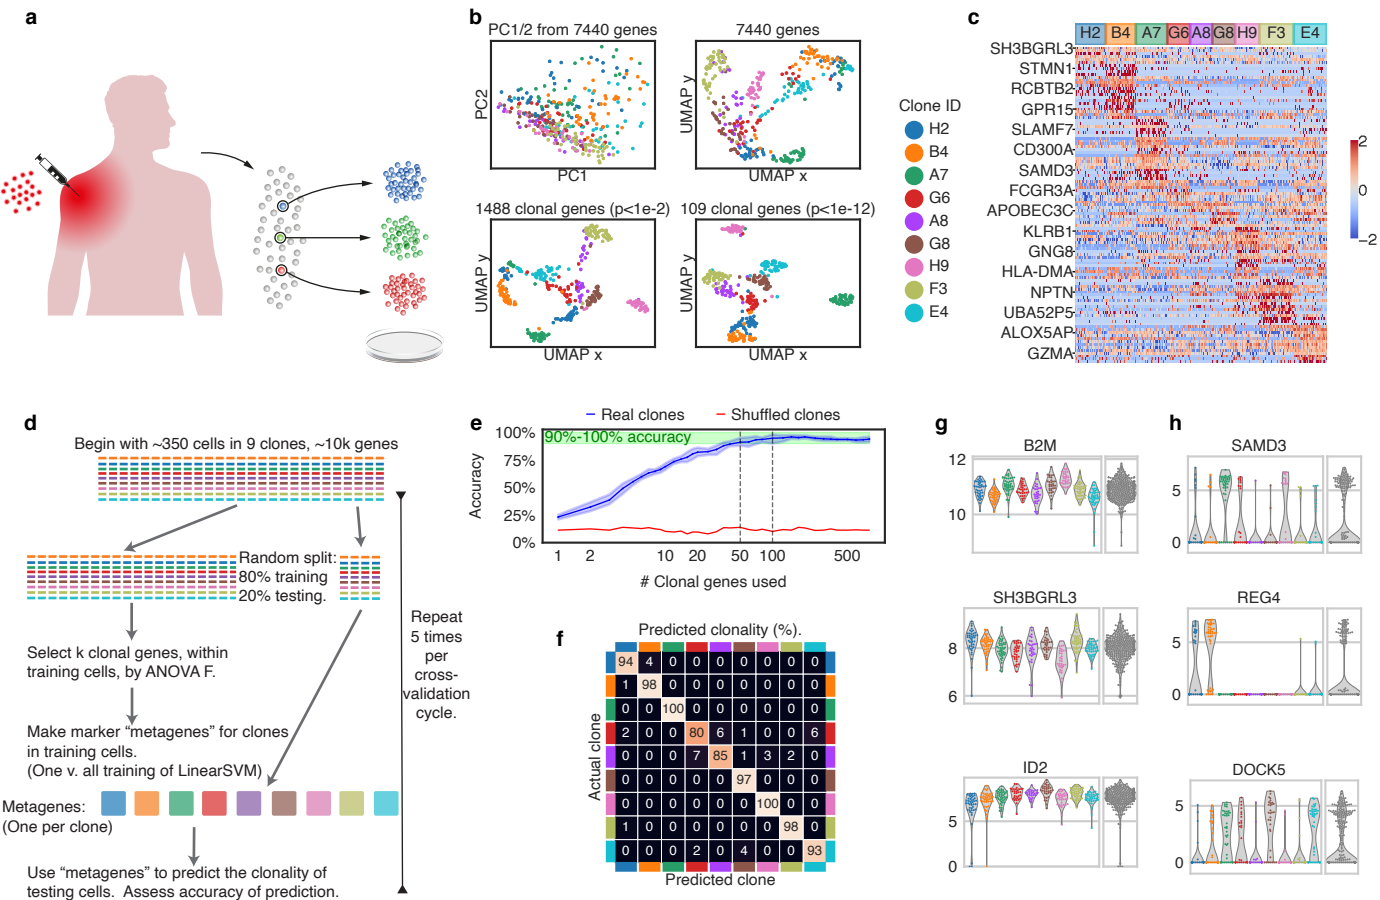 a
b
PC1/2 from 7440 genes
PC2
PC1
7440 genes
UMAP y
UMAP x
1488 clonal genes (p<1e-2)
UMAP y
UMAP x
109 clonal genes (p<1e-12)
UMAP y
UMAP x
Clone ID
H2
B4
A7
G6
A8
G8
H9
F3
E4
c
H2 B4 A7 G6 A8 G8 H9 F3 E4
SH3BGRL3
STMN1
RCBTB2
GPR15
SLAMF7
CD300A
SAMD3
FCGR3A
APOBEC3C
KLRB1
GNG8
HLA-DMA
NPTN
UBA52P5
ALOX5AP
GZMA
2
0
−2
d
Begin with ~350 cells in 9 clones, ~10k genes
Random split:
80% training
20% testing.
Select k clonal genes, within
training cells, by ANOVA F.
Make marker “metagenes” for clones
in training cells.
(One v. all training of LinearSVM)
Metagenes:
(One per clone)
Use “metagenes” to predict the clonality of
testing cells. Assess accuracy of prediction.
Repeat
5 times
per
cross-
validation
cycle.
e
Real clones
Shuffled clones
90%-100% accuracy
Accuracy
100%
75%
50%
25%
0%
1 2 10 20 50 100 500
# Clonal genes used
f
Predicted clonality (%).
Actual clone
94 4 0 0 0 0 0 0 0
1 98 0 0 0 0 0 0 0
0 0 100 0 0 0 0 0 0
2 0 0 80 6 1 0 0 6
0 0 0 7 85 1 3 2 0
0 0 0 0 0 97 0 0 0
0 0 0 0 0 0 100 0 0
1 0 0 0 0 0 0 98 0
0 0 0 2 0 4 0 0 93
Predicted clone
g
B2M
12
10
SH3BGRL3
8
6
ID2
5
0
h
SAMD3
5
0
REG4
5
0
DOCK5
5
0